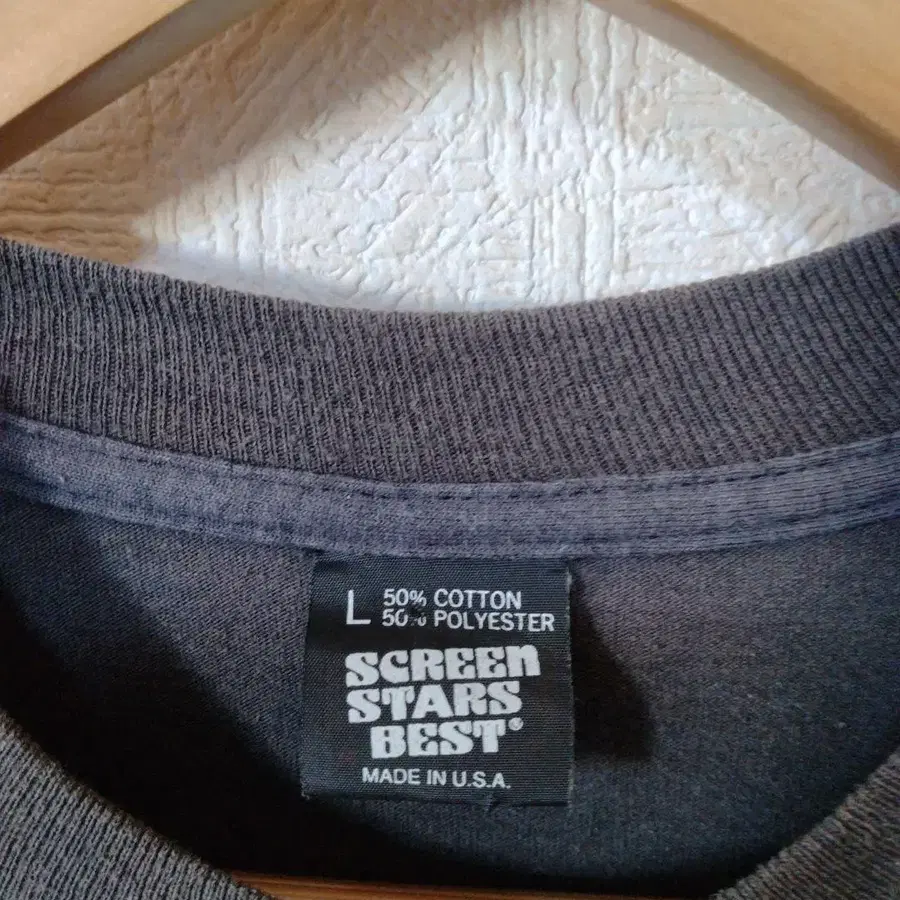 L 50% COTTON
50% POLYESTER
SCREEN
STARS
BEST®
MADE IN U.S.A.